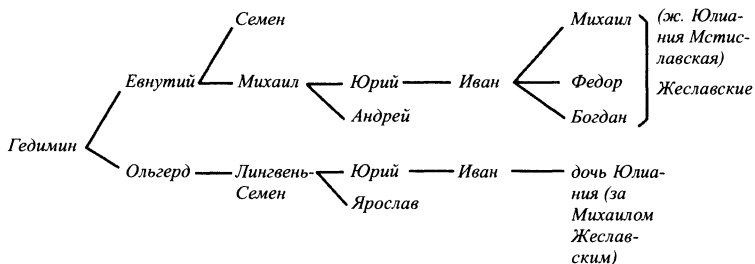 Семен
Михаил
(ж. Юлиа-
ния Мстис-
лавская)
Евнутий
Михаил
Юрий
Иван
Федор
Жеславские
Андрей
Богдан
Гедимин
Ольгерд
Лингвень-
Семен
Юрий
Иван
дочь Юлиа-
ния (за
Михаилом
Жеслав-
ским)
Ярослав